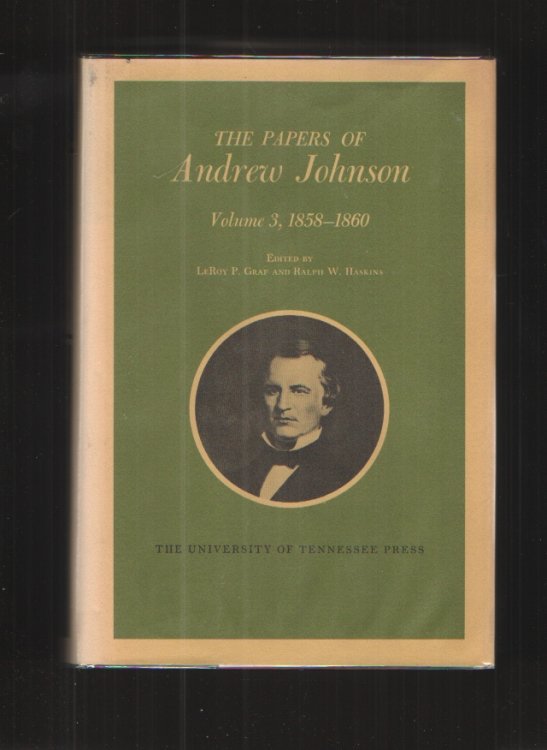 THE PAPERS OF
Andrew Johnson
Volume 3, 1858–1860
EDITED BY
LEROY P. GRAF AND RALPH W. HASKINS
THE UNIVERSITY OF TENNESSEE PRESS